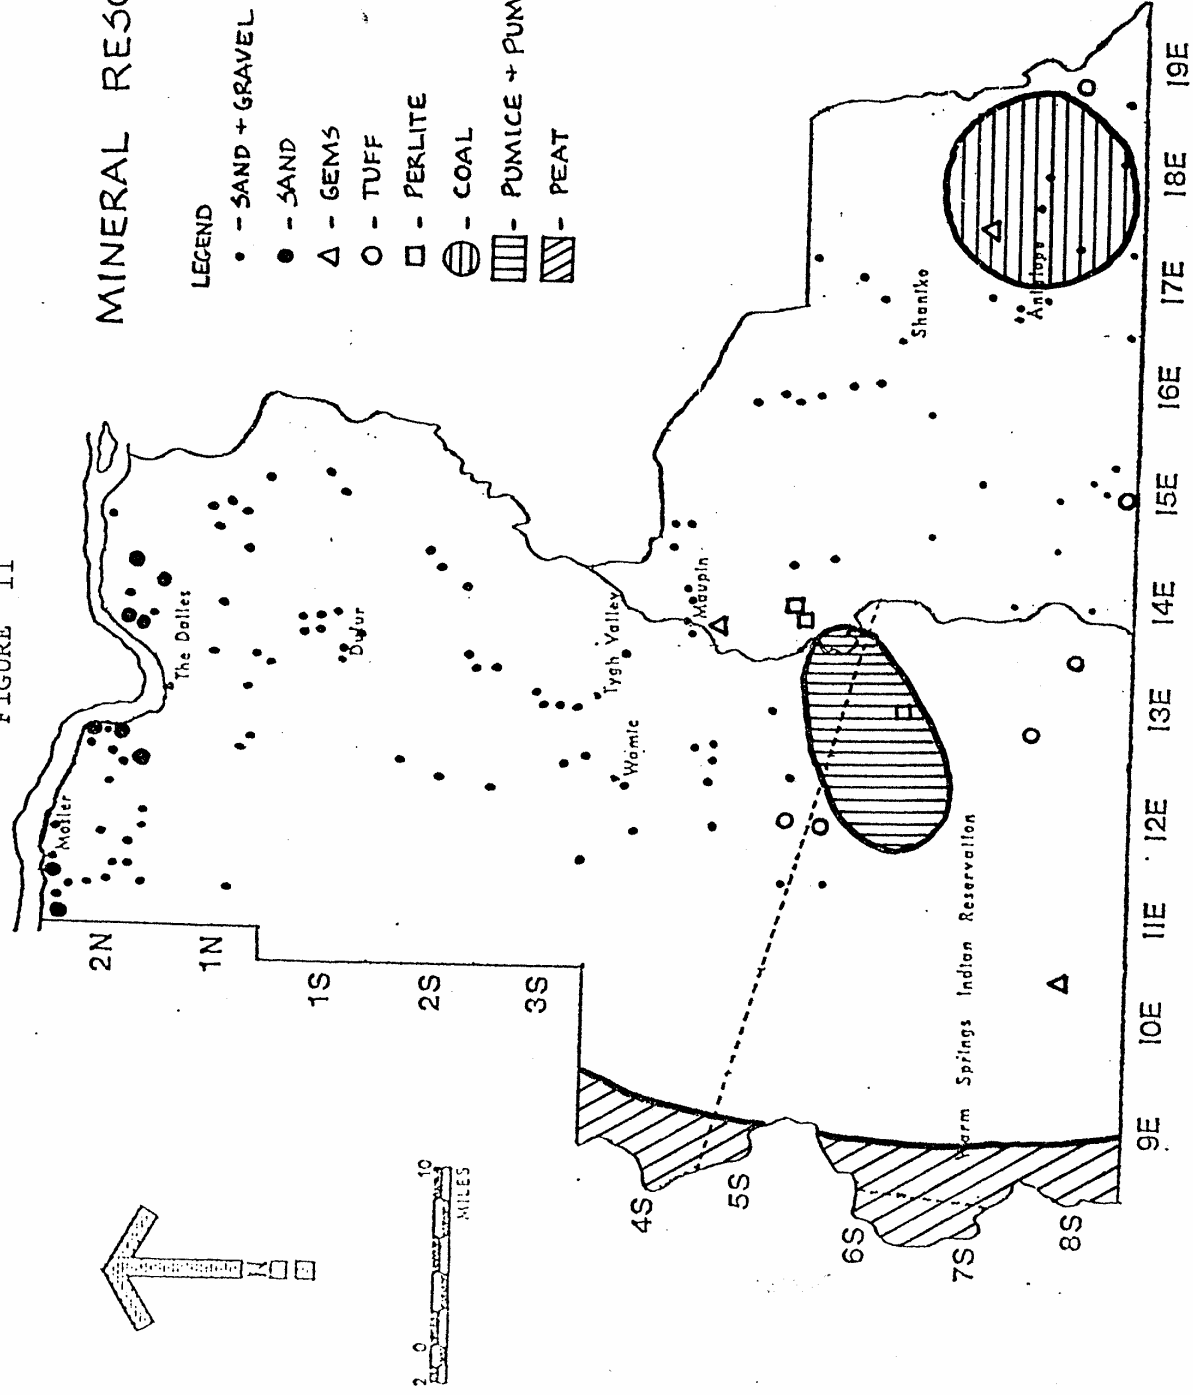 FIGURE 11
MINERAL RESO
LEGEND
• - SAND + GRAVEL
● - SAND
△ - GEMS
○ - TUFF
□ - PERLITE
- COAL
- PUMICE + PUM
- PEAT
Mosier
The Dalles
Dufur
Tygh Valley
Wamic
Maupin
Shaniko
Antelope
Warm Springs Indian Reservation
2N
1N
1S
2S
3S
4S
5S
6S
7S
8S
9E
10E
11E
12E
13E
14E
15E
16E
17E
18E
19E
N
2 0 10
MILES